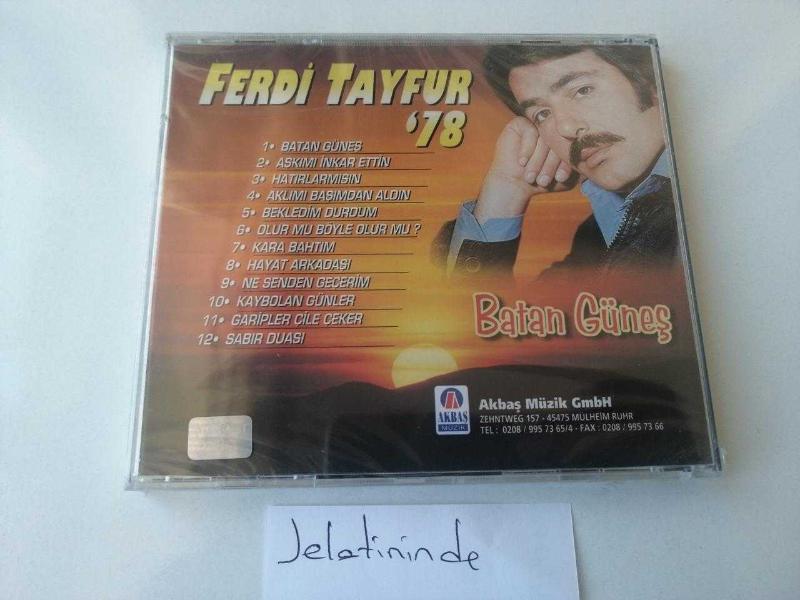 FERDİ TAYFUR
'78
1• BATAN GÜNEŞ
2• AŞKIMI İNKAR ETTİN
3• HATIRLARMISIN
4• AKLIMI BAŞIMDAN ALDIN
5• BEKLEDİM DURDUM
6• OLUR MU BÖYLE OLUR MU ?
7• KARA BAHTIM
8• HAYAT ARKADAŞI
9• NE SENDEN GEÇERİM
10• KAYBOLAN GÜNLER
11• GARİPLER ÇİLE ÇEKER
12• SABIR DUASI
Batan Güneş
AKBAŞ
MÜZİK
Akbaş Müzik GmbH
ZEHNTWEG 157 - 45475 MÜLHEIM RUHR
TEL : 0208 / 995 73 65/4 - FAX : 0208 / 995 73 66
Jelatininde